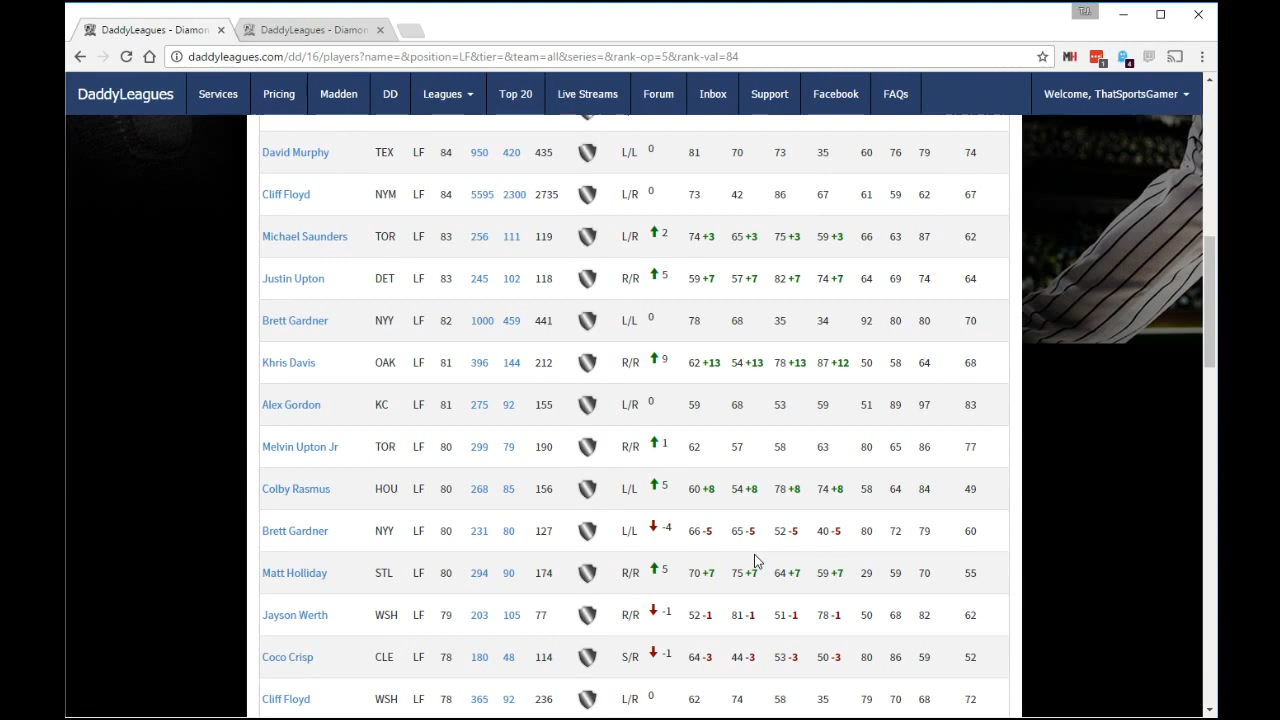 T.J.
DaddyLeagues - Diamon
DaddyLeagues - Diamon
daddyleagues.com/dd/16/players?name=&position=LF&tier=&team=all&series=&rank-op=5&rank-val=84
MH 1 4
DaddyLeagues Services Pricing Madden DD Leagues Top 20 Live Streams Forum Inbox Support Facebook FAQs Welcome, ThatSportsGamer
David Murphy TEX LF 84 950 420 435 L/L 0 81 70 73 35 60 76 79 74
Cliff Floyd NYM LF 84 5595 2300 2735 L/R 0 73 42 86 67 61 59 62 67
Michael Saunders TOR LF 83 256 111 119 L/R 2 74 +3 65 +3 75 +3 59 +3 66 63 87 62
Justin Upton DET LF 83 245 102 118 R/R 5 59 +7 57 +7 82 +7 74 +7 64 69 74 64
Brett Gardner NYY LF 82 1000 459 441 L/L 0 78 68 35 34 92 80 80 70
Khris Davis OAK LF 81 396 144 212 R/R 9 62 +13 54 +13 78 +13 87 +12 50 58 64 68
Alex Gordon KC LF 81 275 92 155 L/R 0 59 68 53 59 51 89 97 83
Melvin Upton Jr TOR LF 80 299 79 190 R/R 1 62 57 58 63 80 65 86 77
Colby Rasmus HOU LF 80 268 85 156 L/L 5 60 +8 54 +8 78 +8 74 +8 58 64 84 49
Brett Gardner NYY LF 80 231 80 127 L/L -4 66 -5 65 -5 52 -5 40 -5 80 72 79 60
Matt Holliday STL LF 80 294 90 174 R/R 5 70 +7 75 +7 64 +7 59 +7 29 59 70 55
Jayson Werth WSH LF 79 203 105 77 R/R -1 52 -1 81 -1 51 -1 78 -1 50 68 82 62
Coco Crisp CLE LF 78 180 48 114 S/R -1 64 -3 44 -3 53 -3 50 -3 80 86 59 52
Cliff Floyd WSH LF 78 365 92 236 L/R 0 62 74 58 35 79 70 68 72